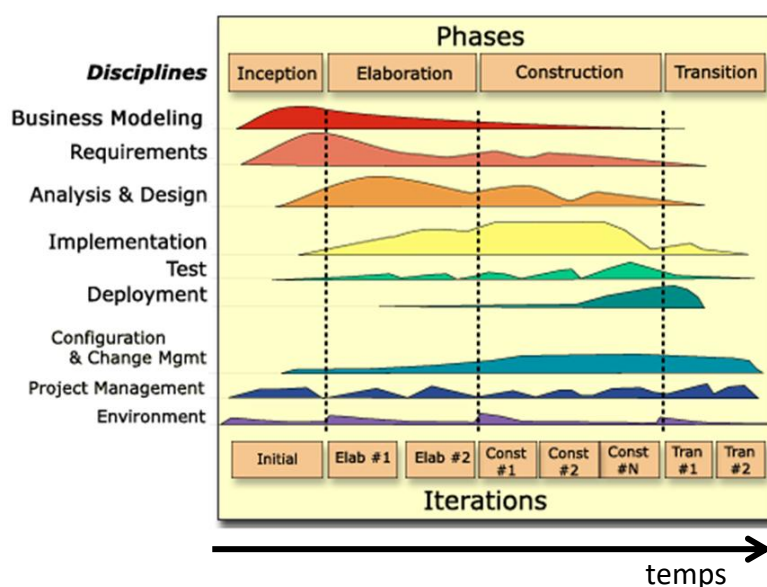 Phases
Disciplines
Inception
Elaboration
Construction
Transition
Business Modeling
Requirements
Analysis & Design
Implementation
Test
Deployment
Configuration
& Change Mgmt
Project Management
Environment
Initial
Elab #1
Elab #2
Const
#1
Const
#2
Const
#N
Tran
#1
Tran
#2
Iterations
temps